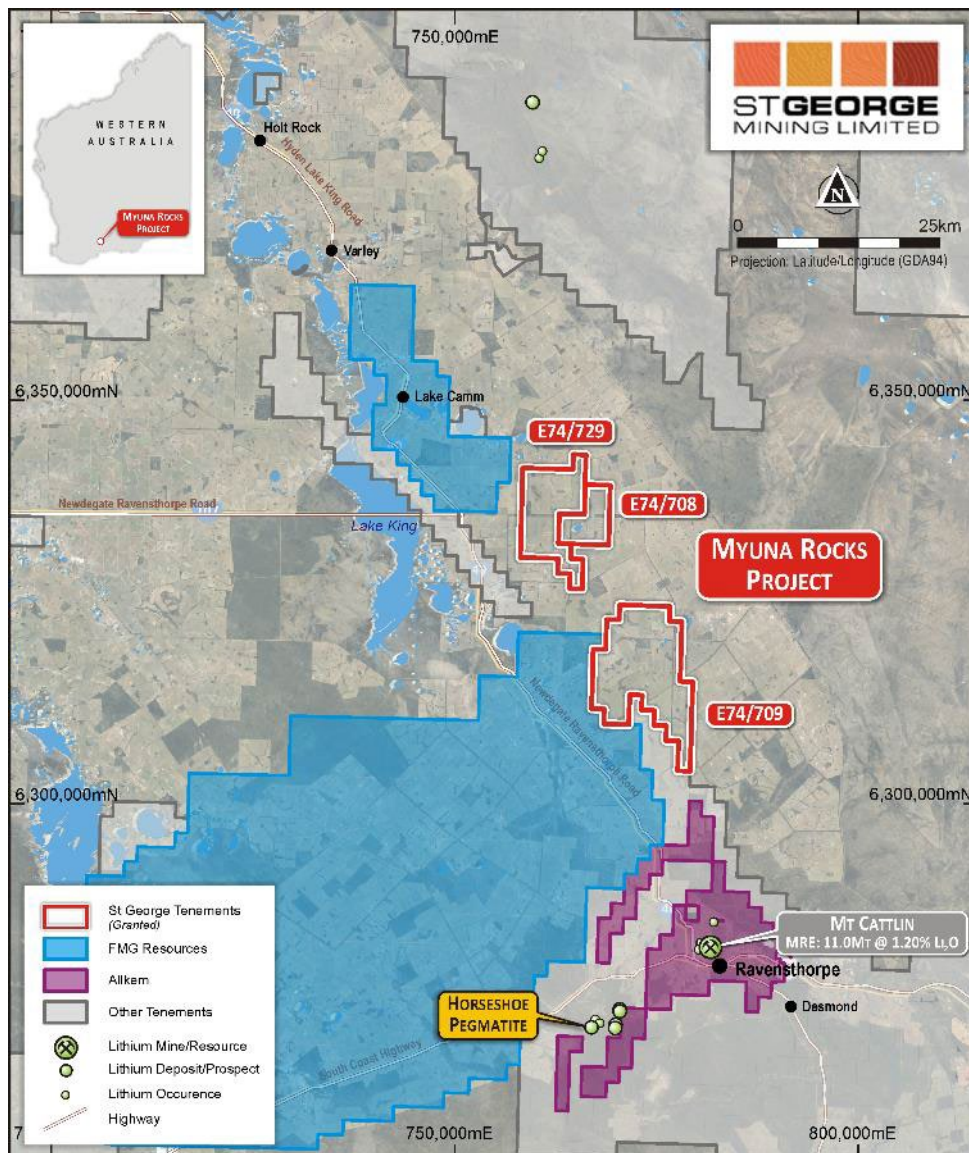 750,000mE
WESTERN
AUSTRALIA
MYUNA ROCKS
PROJECT
STGEORGE
MINING LIMITED
N
0 25km
Projection: Latitude/Longitude (GDA94)
40
Holt Rock
Hyden Lake King Road
Varley
6,350,000mN
6,350,000mN
Lake Camm
E74/729
E74/708
Newdegate Ravensthorpe Road
Lake King
MYUNA ROCKS
PROJECT
E74/709
Newdegate Ravensthorpe Road
6,300,000mN
6,300,000mN
MT CATTLIN
MRE: 11.0MT @ 1.20% Li₂O
Ravensthorpe
Desmond
HORSESHOE
PEGMATITE
South Coast Highway
St George Tenements
(Granted)
FMG Resources
Allkem
Other Tenements
Lithium Mine/Resource
Lithium Deposit/Prospect
Lithium Occurence
Highway
750,000mE
800,000mE